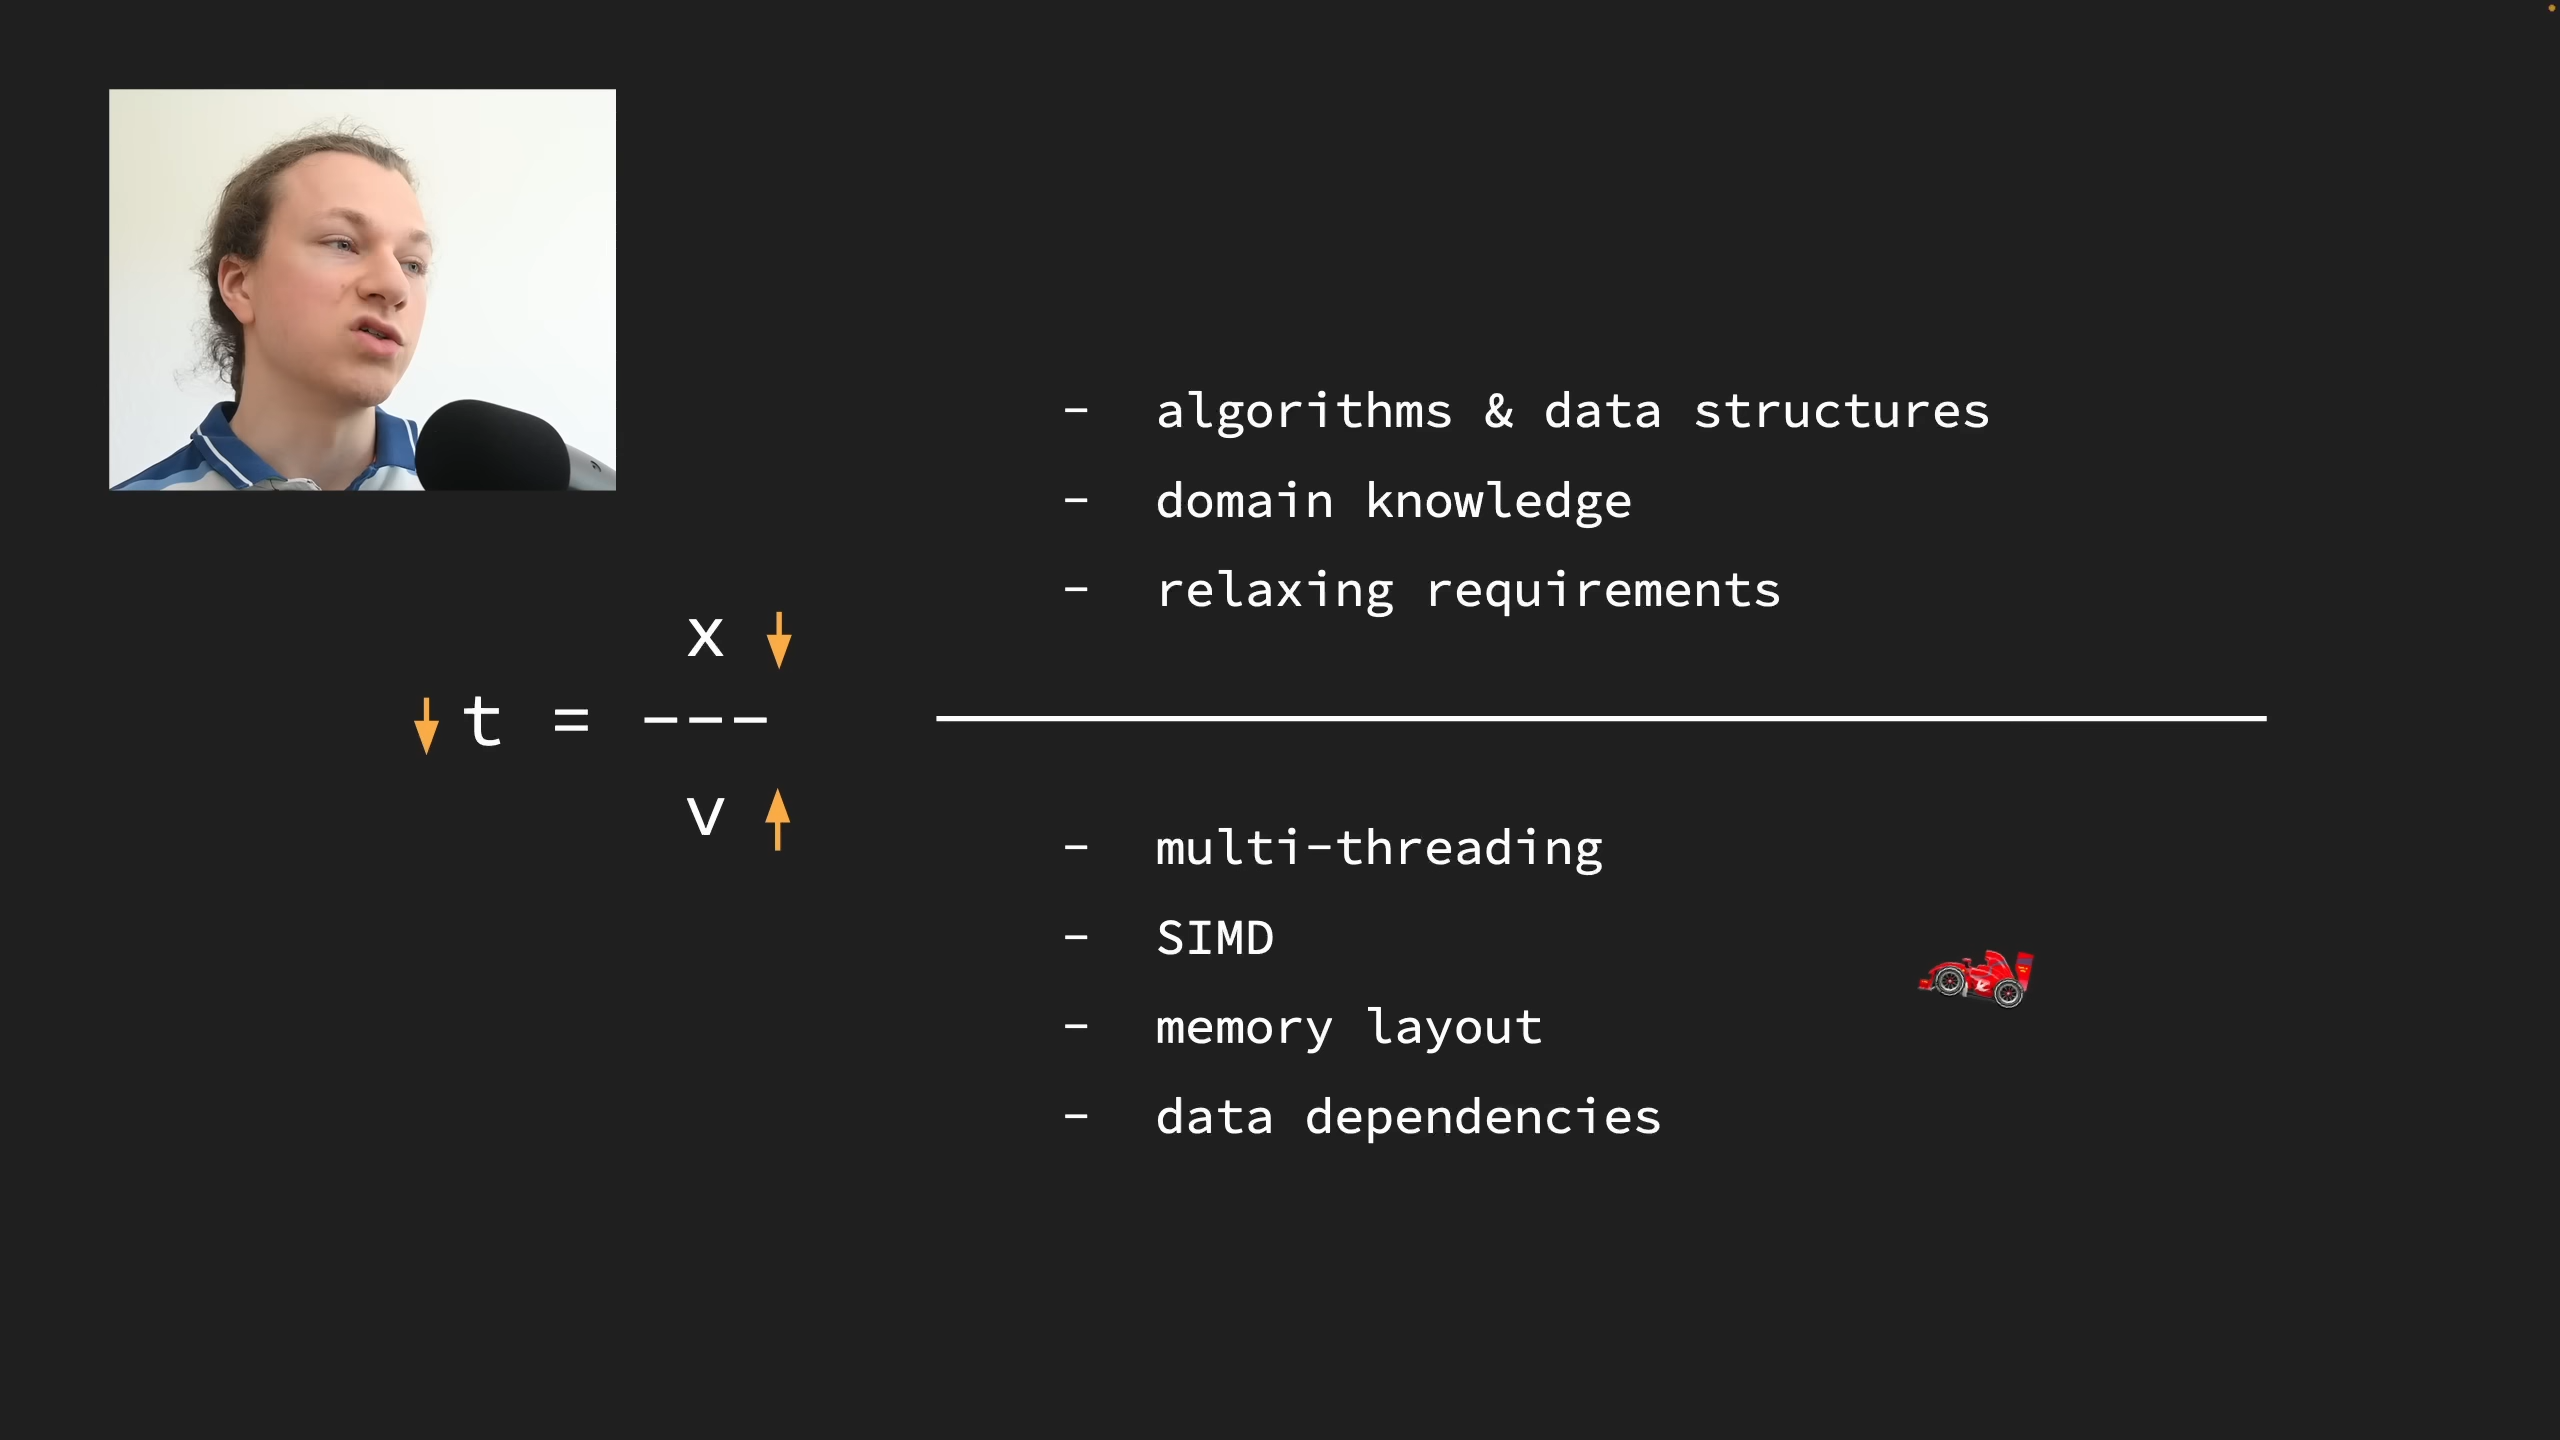 - algorithms & data structures
- domain knowledge
- relaxing requirements
x
t = ---
v
- multi-threading
- SIMD
- memory layout
- data dependencies